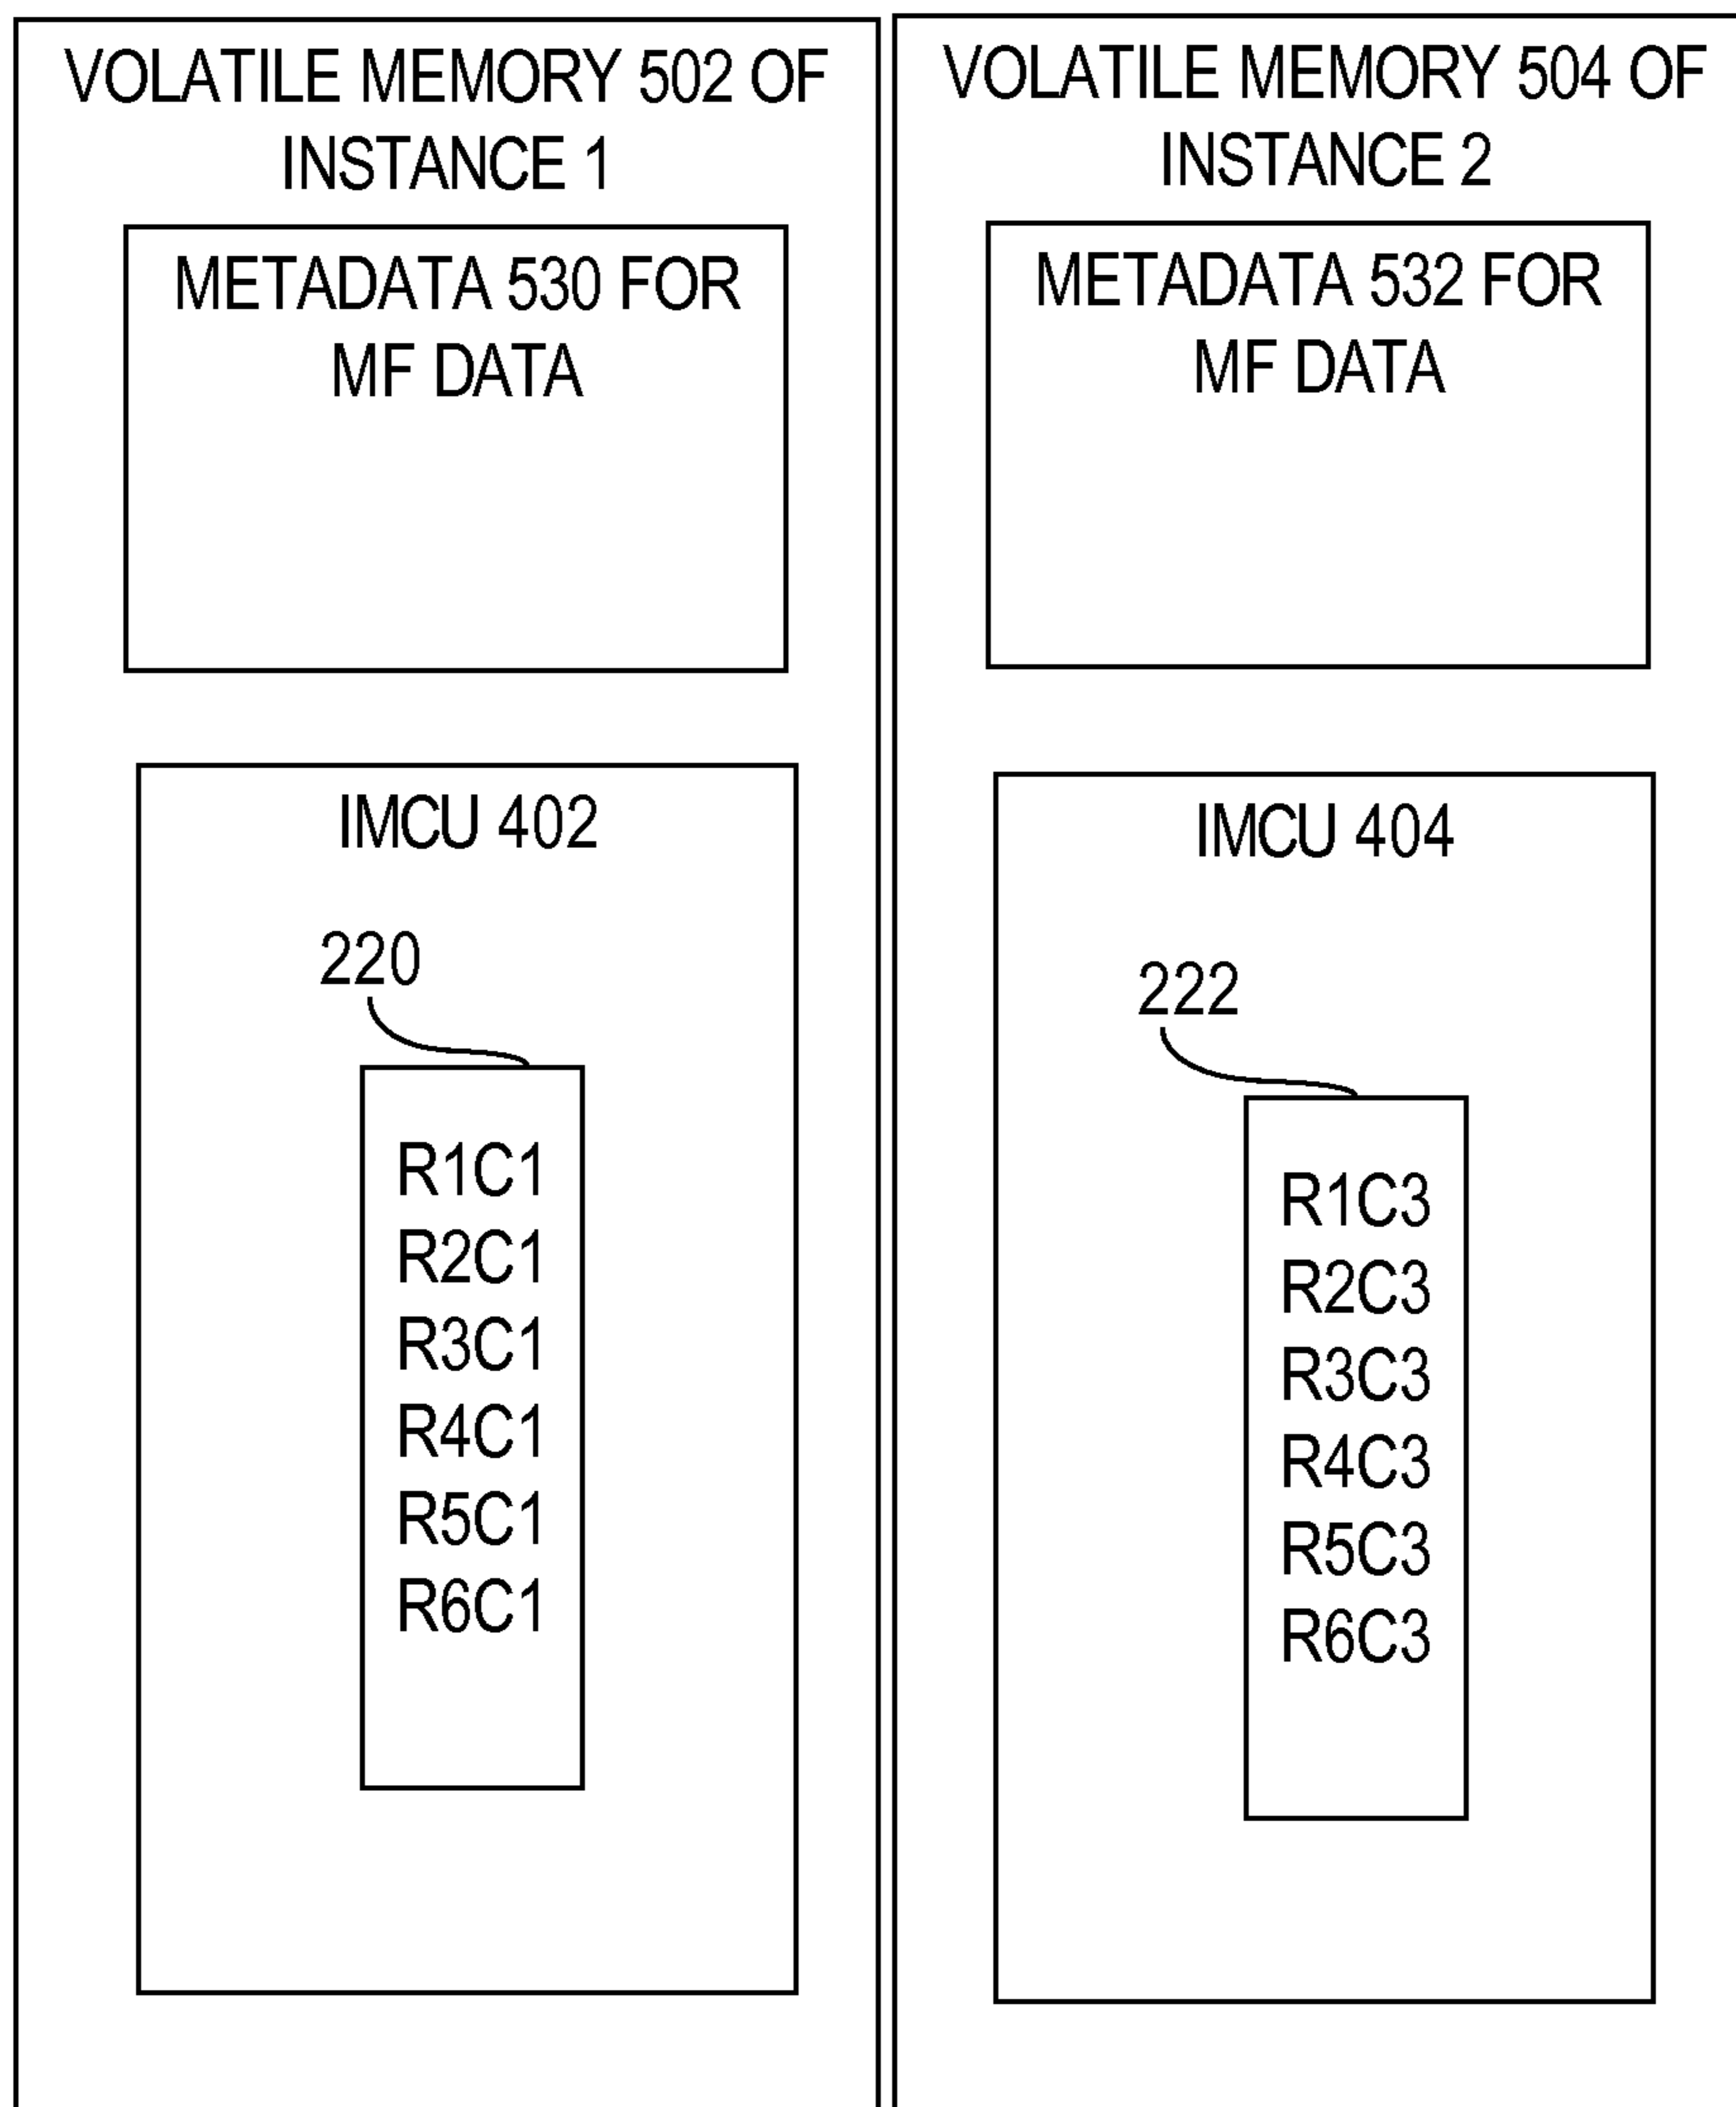 VOLATILE MEMORY 502 OF
INSTANCE 1
METADATA 530 FOR
MF DATA
IMCU 402
220
R1C1
R2C1
R3C1
R4C1
R5C1
R6C1
VOLATILE MEMORY 504 OF
INSTANCE 2
METADATA 532 FOR
MF DATA
IMCU 404
222
R1C3
R2C3
R3C3
R4C3
R5C3
R6C3